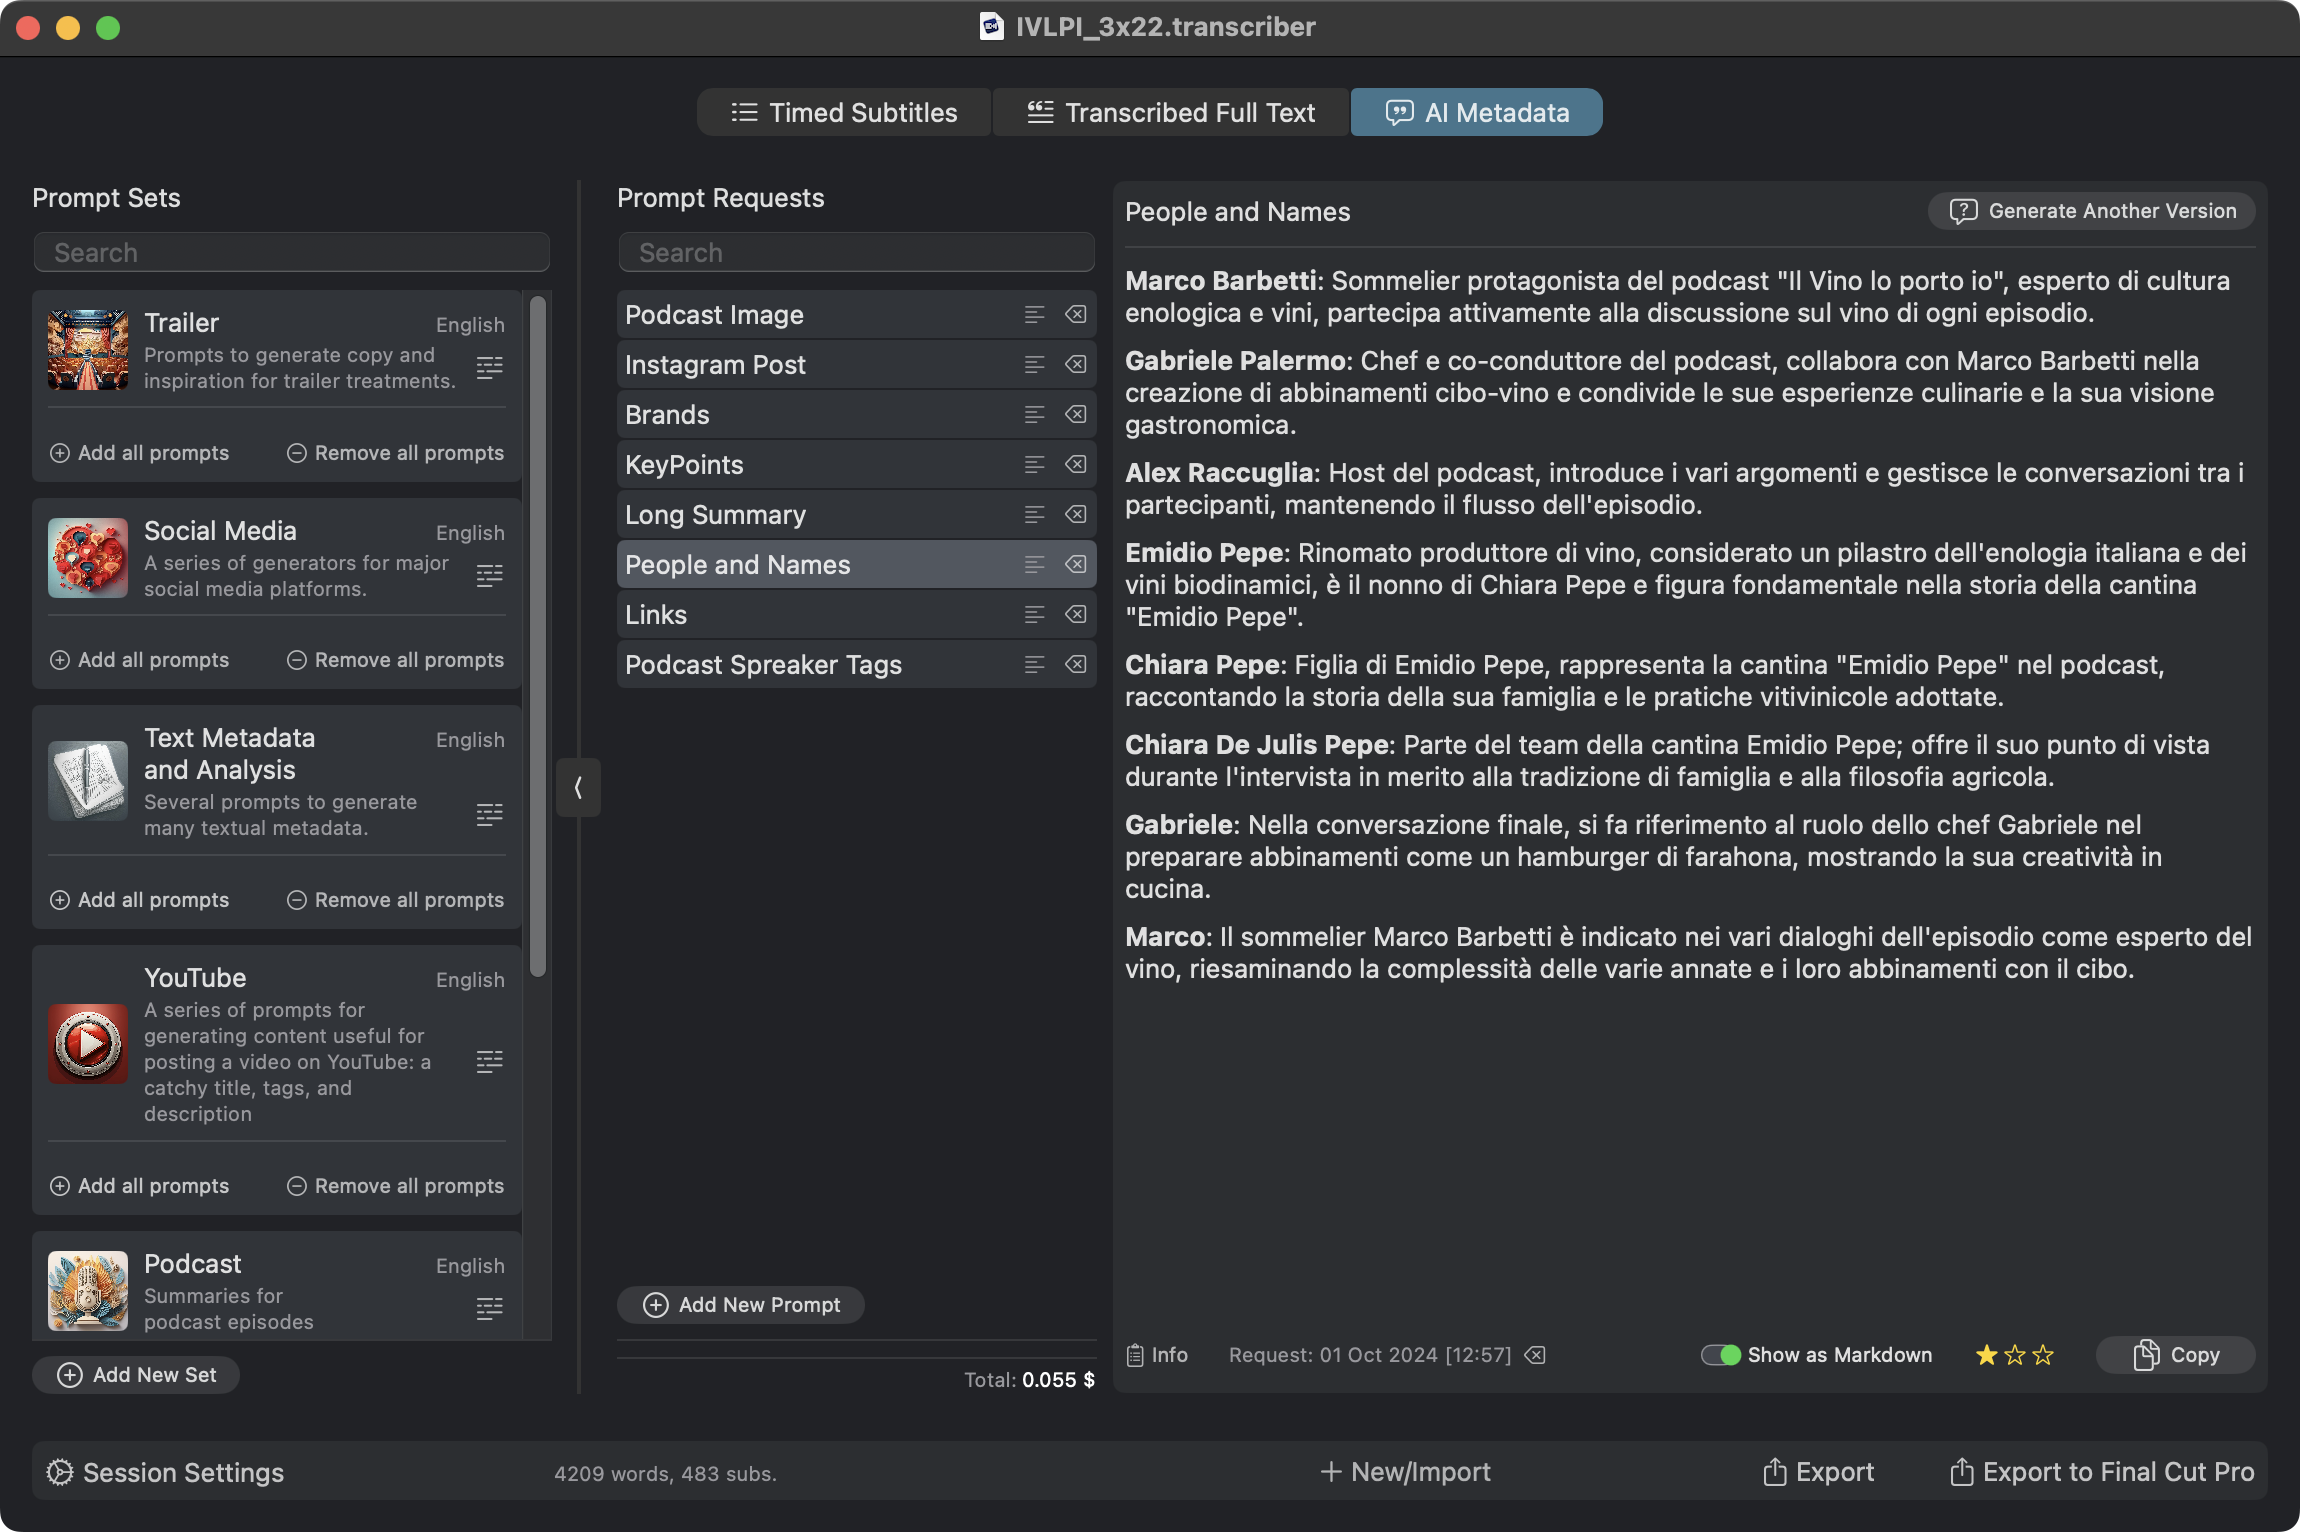 IVLPI_3x22.transcriber
Timed Subtitles
Transcribed Full Text
AI Metadata
Prompt Sets
Search
Trailer
English
Prompts to generate copy and
inspiration for trailer treatments.
Add all prompts
Remove all prompts
Social Media
English
A series of generators for major
social media platforms.
Add all prompts
Remove all prompts
Text Metadata
and Analysis
English
Several prompts to generate
many textual metadata.
Add all prompts
Remove all prompts
YouTube
English
A series of prompts for
generating content useful for
posting a video on YouTube: a
catchy title, tags, and
description
Add all prompts
Remove all prompts
Podcast
English
Summaries for
podcast episodes
Add New Set
Prompt Requests
Search
Podcast Image
Instagram Post
Brands
KeyPoints
Long Summary
People and Names
Links
Podcast Spreaker Tags
Add New Prompt
Total: 0.055 $
People and Names
Generate Another Version
Marco Barbetti: Sommelier protagonista del podcast "Il Vino lo porto io", esperto di cultura
enologica e vini, partecipa attivamente alla discussione sul vino di ogni episodio.
Gabriele Palermo: Chef e co-conduttore del podcast, collabora con Marco Barbetti nella
creazione di abbinamenti cibo-vino e condivide le sue esperienze culinarie e la sua visione
gastronomica.
Alex Raccuglia: Host del podcast, introduce i vari argomenti e gestisce le conversazioni tra i
partecipanti, mantenendo il flusso dell'episodio.
Emidio Pepe: Rinomato produttore di vino, considerato un pilastro dell'enologia italiana e dei
vini biodinamici, è il nonno di Chiara Pepe e figura fondamentale nella storia della cantina
"Emidio Pepe".
Chiara Pepe: Figlia di Emidio Pepe, rappresenta la cantina "Emidio Pepe" nel podcast,
raccontando la storia della sua famiglia e le pratiche vitivinicole adottate.
Chiara De Julis Pepe: Parte del team della cantina Emidio Pepe; offre il suo punto di vista
durante l'intervista in merito alla tradizione di famiglia e alla filosofia agricola.
Gabriele: Nella conversazione finale, si fa riferimento al ruolo dello chef Gabriele nel
preparare abbinamenti come un hamburger di farahona, mostrando la sua creatività in
cucina.
Marco: Il sommelier Marco Barbetti è indicato nei vari dialoghi dell'episodio come esperto del
vino, riesaminando la complessità delle varie annate e i loro abbinamenti con il cibo.
Info
Request: 01 Oct 2024 [12:57]
Show as Markdown
Copy
Session Settings
4209 words, 483 subs.
New/Import
Export
Export to Final Cut Pro